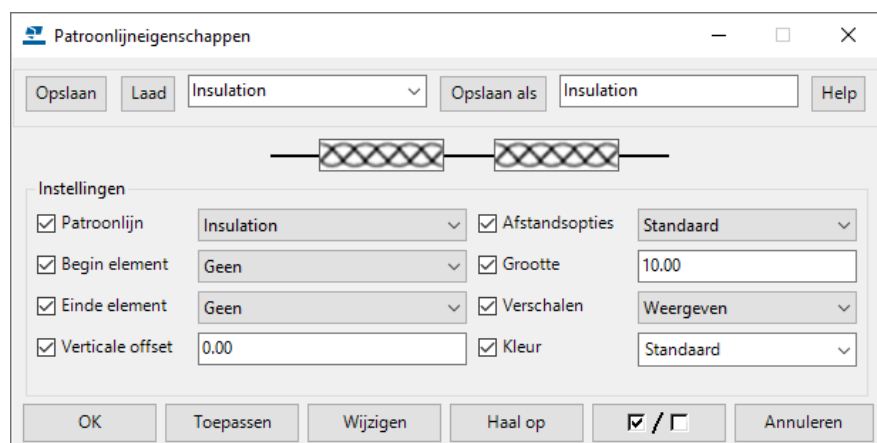 Patroonlijneigenschappen
Opslaan Laad Insulation Opslaan als Insulation Help
Instellingen
Patroonlijn Insulation Afstandsopties Standaard
Begin element Geen Grootte 10.00
Einde element Geen Verschalen Weergeven
Verticale offset 0.00 Kleur Standaard
OK Toepassen Wijzigen Haal op / Annuleren